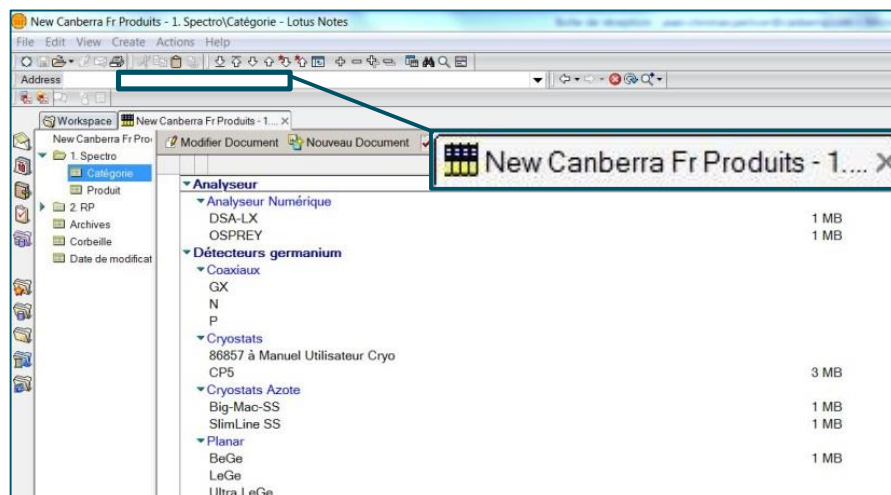 New Canberra Fr Produits - 1. Spectro\Catégorie - Lotus Notes
File Edit View Create Actions Help
Address
Workspace New Canberra Fr Produits - 1.... X
New Canberra Fr Pro
Modifier Document Nouveau Document
New Canberra Fr Produits - 1.... X
1. Spectro
Catégorie
Produit
2. RP
Archives
Corbeille
Date de modificat
Analyseur
Analyseur Numérique
DSA-LX 1 MB
OSPREY 1 MB
Détecteurs germanium
Coaxiaux
GX
N
P
Cryostats
86857 à Manuel Utilisateur Cryo
CP5 3 MB
Cryostats Azote
Big-Mac-SS 1 MB
SlimLine SS 1 MB
Planar
BeGe 1 MB
LeGe
Ultra LeGe